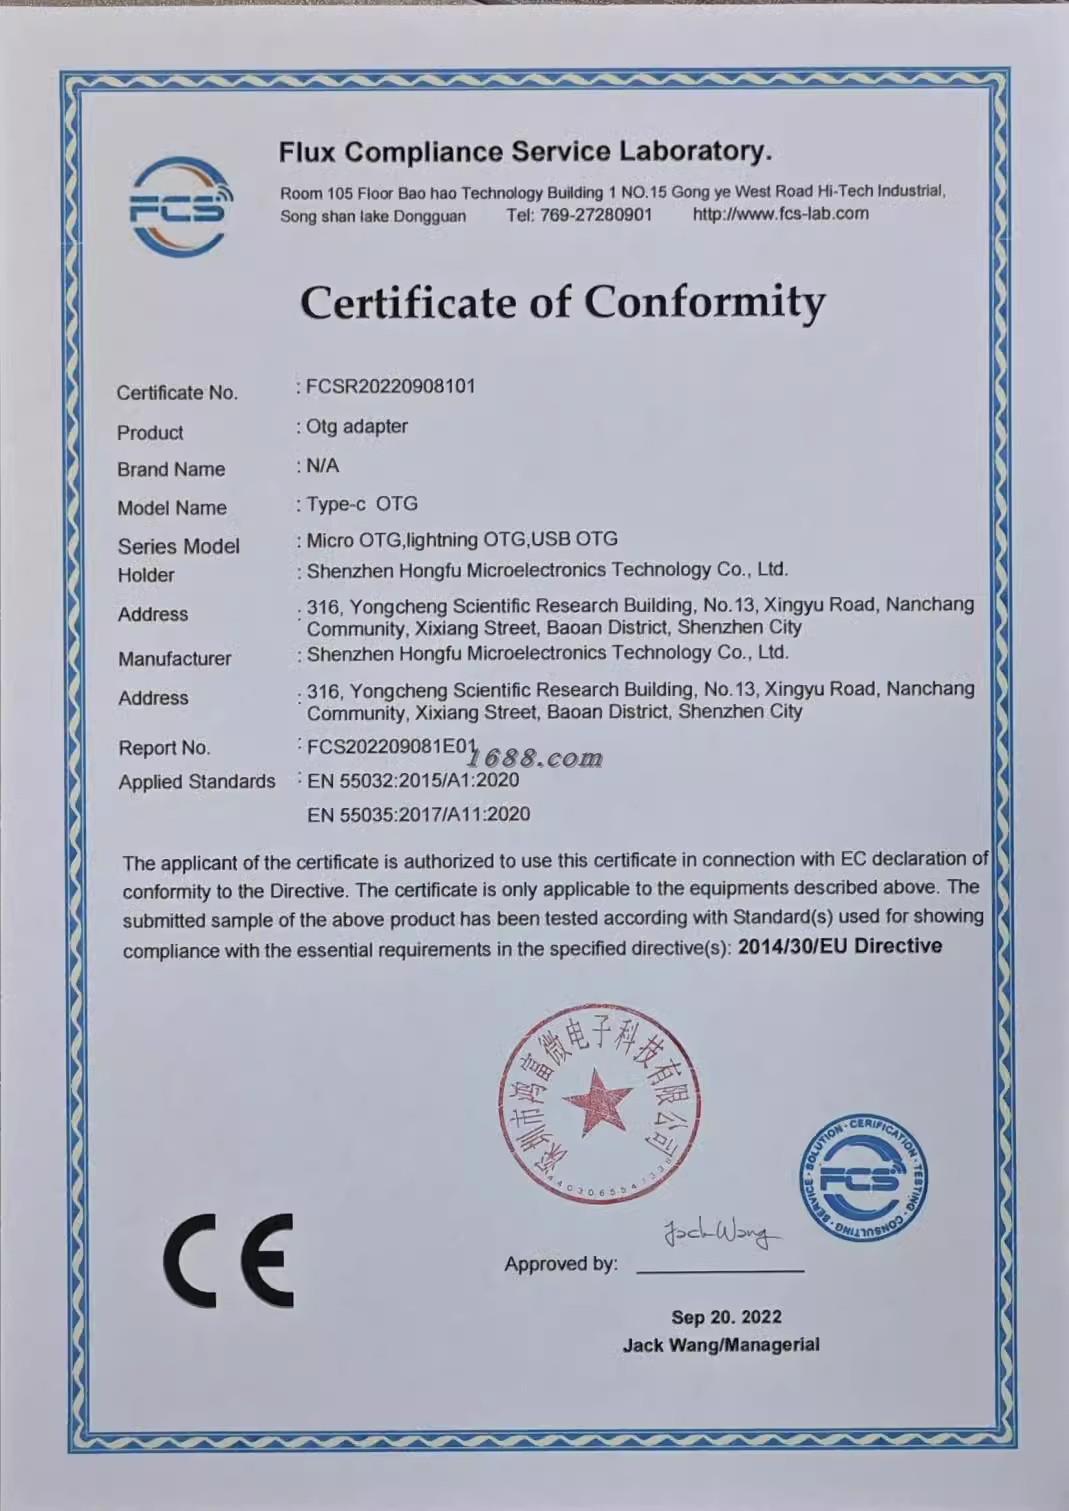 Flux Compliance Service Laboratory.
FCS
Room 105 Floor Bao hao Technology Building 1 NO.15 Gong ye West Road Hi-Tech Industrial,
Song shan lake Dongguan Tel: 769-27280901 http://www.fcs-lab.com
Certificate of Conformity
Certificate No. : FCSR20220908101
Product : Otg adapter
Brand Name : N/A
Model Name : Type-c OTG
Series Model : Micro OTG,lightning OTG,USB OTG
Holder : Shenzhen Hongfu Microelectronics Technology Co., Ltd.
Address : 316, Yongcheng Scientific Research Building, No.13, Xingyu Road, Nanchang
Community, Xixiang Street, Baoan District, Shenzhen City
Manufacturer : Shenzhen Hongfu Microelectronics Technology Co., Ltd.
Address : 316, Yongcheng Scientific Research Building, No.13, Xingyu Road, Nanchang
Community, Xixiang Street, Baoan District, Shenzhen City
Report No. : FCS202209081E01
1688.com
Applied Standards : EN 55032:2015/A1:2020
EN 55035:2017/A11:2020
The applicant of the certificate is authorized to use this certificate in connection with EC declaration of
conformity to the Directive. The certificate is only applicable to the equipments described above. The
submitted sample of the above product has been tested according with Standard(s) used for showing
compliance with the essential requirements in the specified directive(s): 2014/30/EU Directive
深圳市鸿富微电子科技有限公司
SOLUTION · CERIFICATION · TESTING · CONSULTING · SERVICE ·
FCS
CE
Jack Wang
Approved by:
Sep 20. 2022
Jack Wang/Managerial